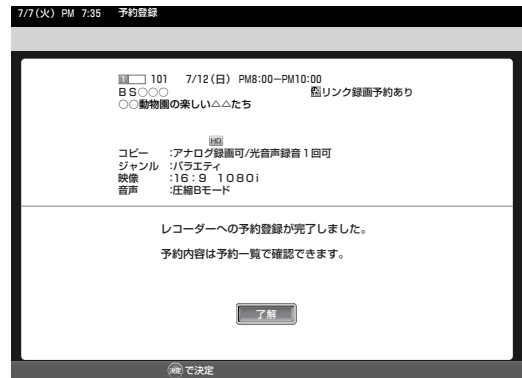 7/7(火) PM 7:35 予約登録
1 101 7/12(日) PM8:00−PM10:00
BS○○○ リンク録画予約あり
○○動物園の楽しい△△たち
HD
コピー :アナログ録画可/光音声録音1回可
ジャンル :バラエティ
映像 :16:9 1080i
音声 :圧縮Bモード
レコーダーへの予約登録が完了しました。
予約内容は予約一覧で確認できます。
了解
決定 で決定